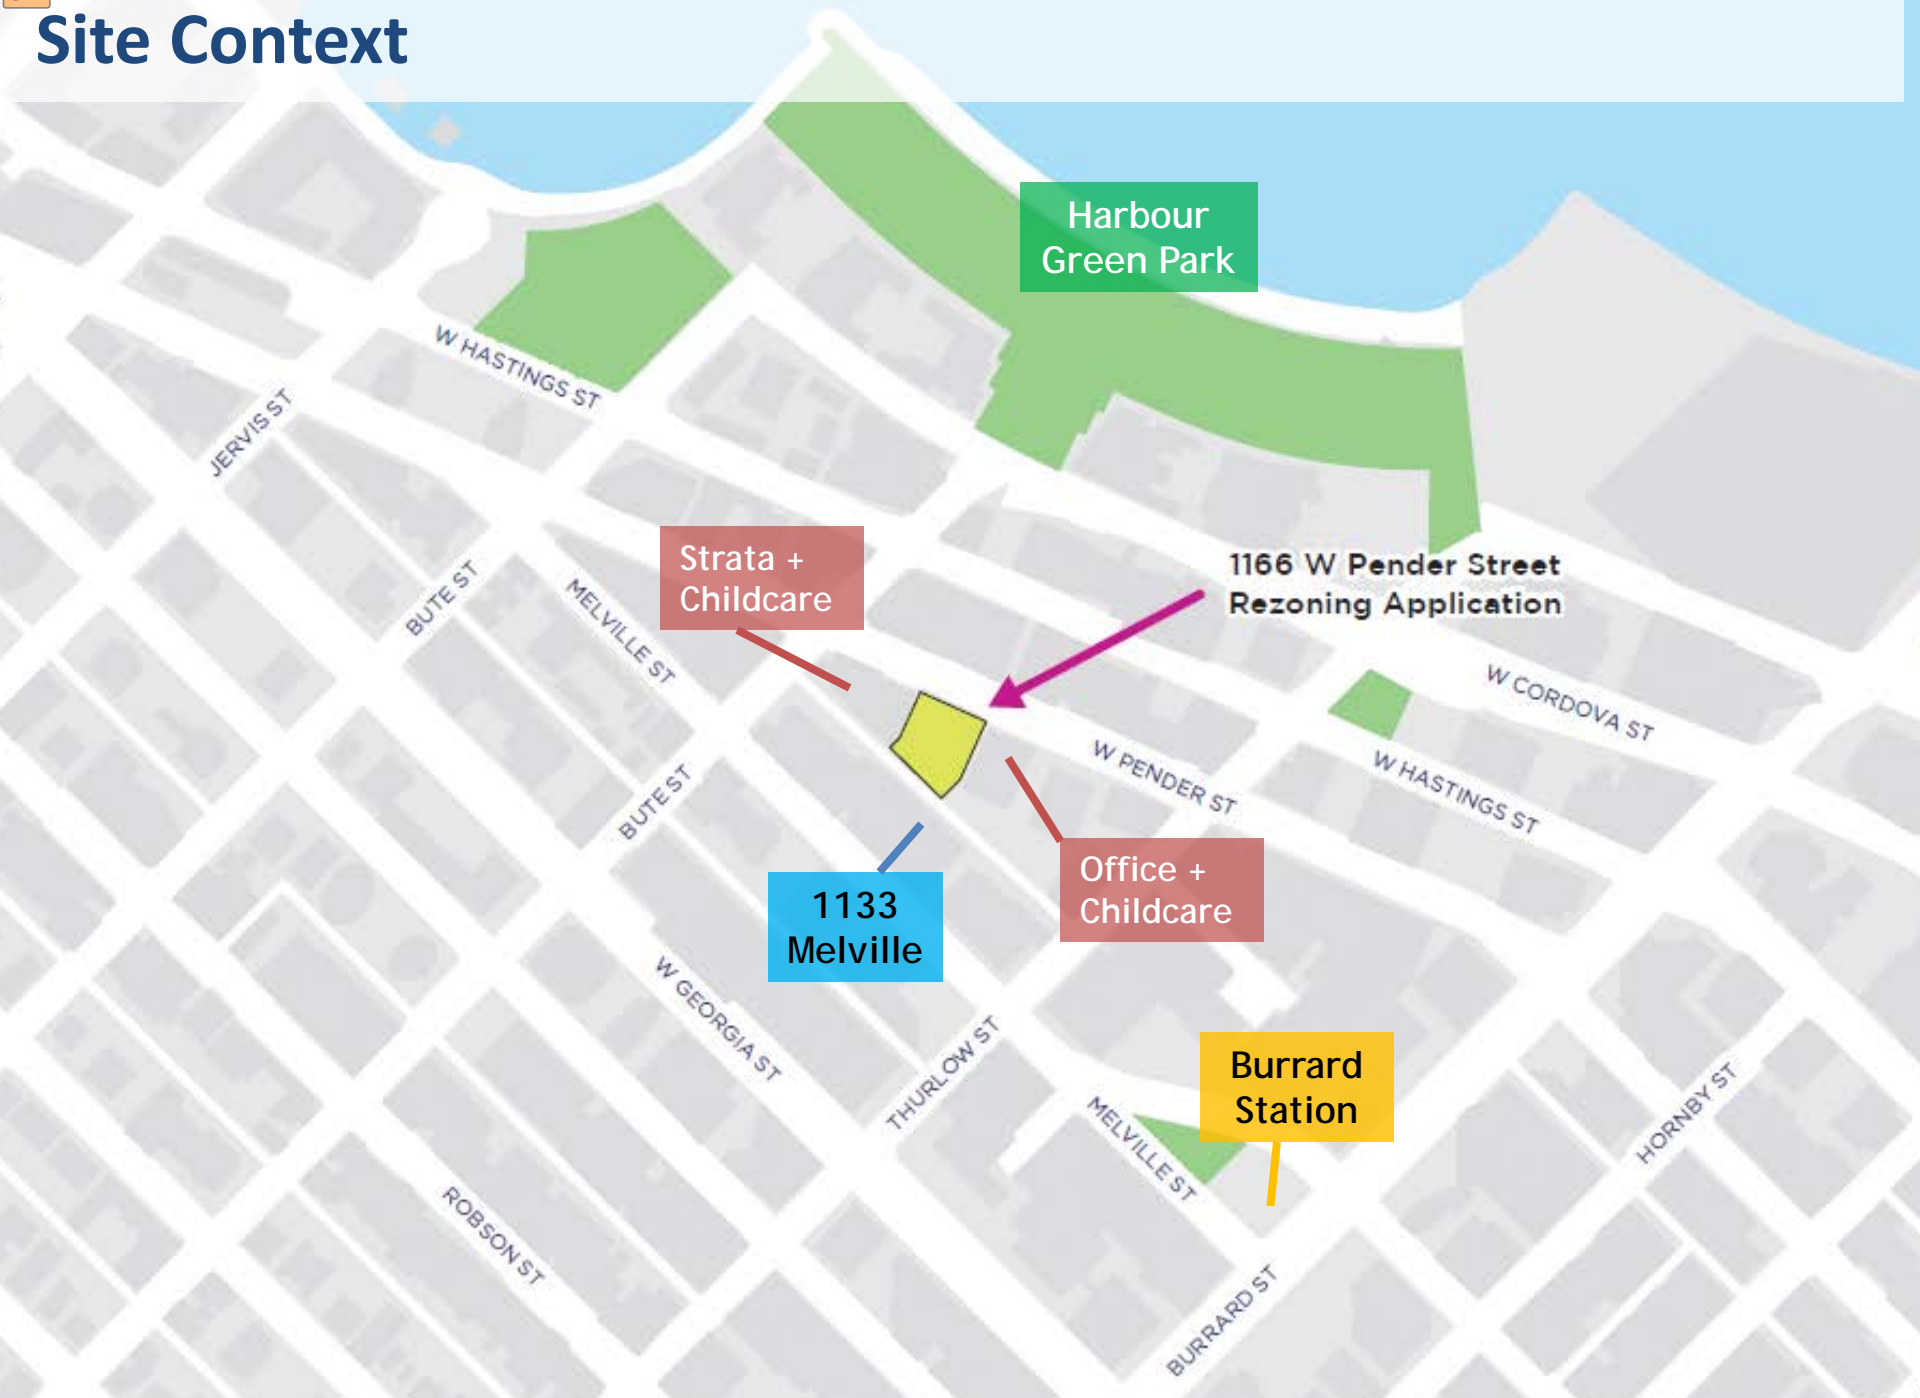 Site Context
Harbour
Green Park
W HASTINGS ST
JERVIS ST
Strata +
Childcare
1166 W Pender Street
Rezoning Application
BUTE ST
MELVILLE ST
W CORDOVA ST
W PENDER ST
W HASTINGS ST
BUTE ST
1133
Melville
Office +
Childcare
W GEORGIA ST
THURLOW ST
Burrard
Station
MELVILLE ST
HORNBY ST
ROBSON ST
BURRARD ST